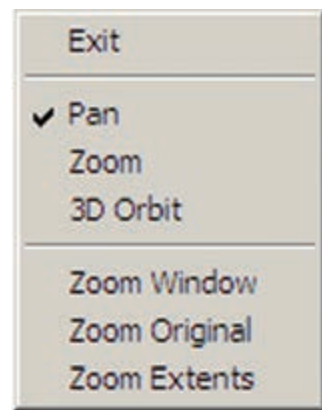 Exit
Pan
Zoom
3D Orbit
Zoom Window
Zoom Original
Zoom Extents